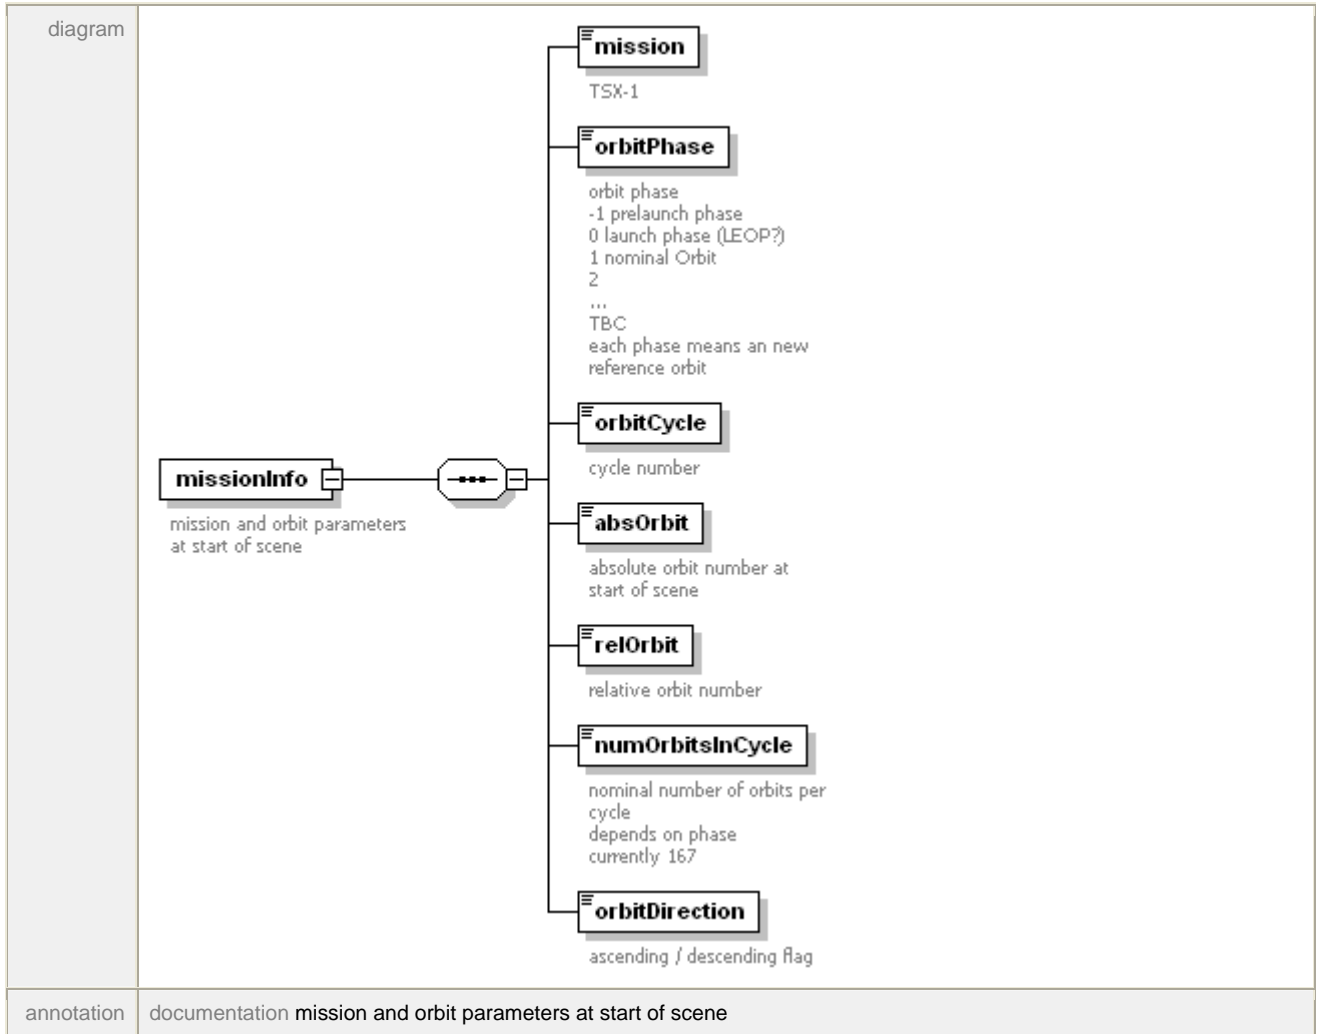 diagram
mission
TSX-1
orbitPhase
orbit phase
-1 prelaunch phase
0 launch phase (LEOP?)
1 nominal Orbit
2
...
TBC
each phase means an new
reference orbit
orbitCycle
cycle number
missionInfo
mission and orbit parameters
at start of scene
absOrbit
absolute orbit number at
start of scene
relOrbit
relative orbit number
numOrbitsInCycle
nominal number of orbits per
cycle
depends on phase
currently 167
orbitDirection
ascending / descending flag
annotation documentation mission and orbit parameters at start of scene